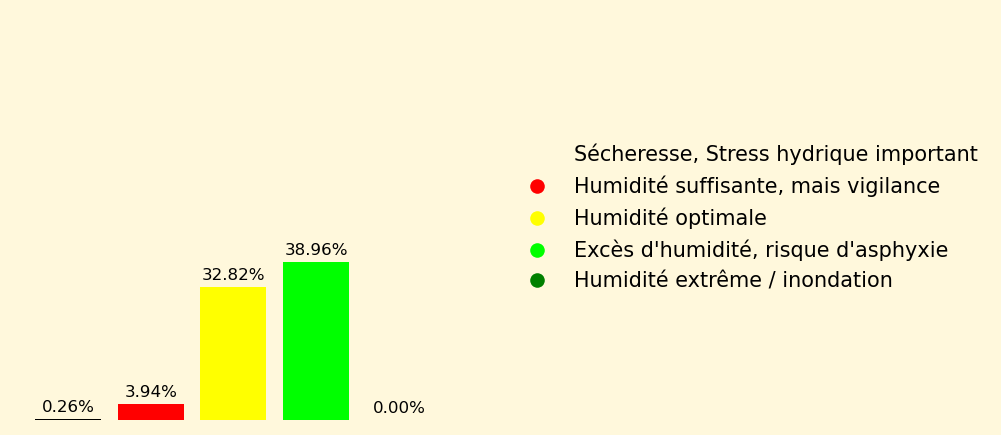 Sécheresse, Stress hydrique important
Humidité suffisante, mais vigilance
Humidité optimale
Excès d'humidité, risque d'asphyxie
Humidité extrême / inondation
38.96%
32.82%
3.94%
0.26%
0.00%